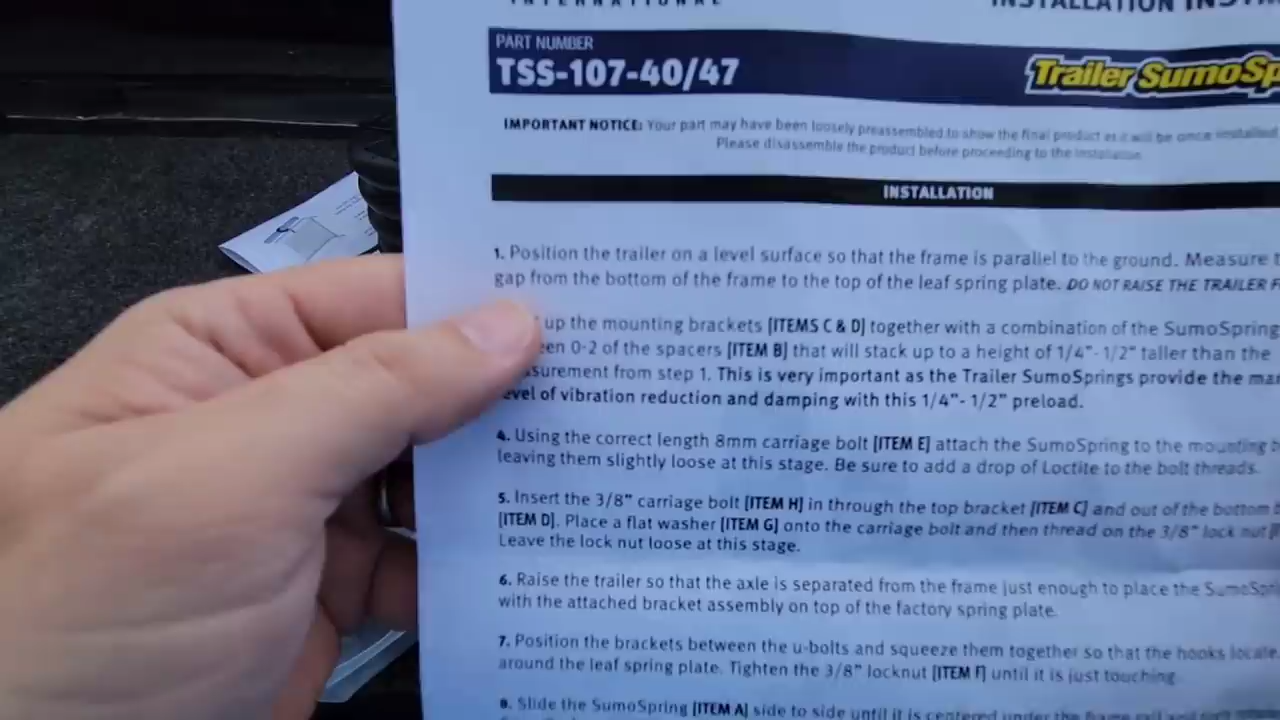 INTERNATIONAL
INSTALLATION
PART NUMBER
TSS-107-40/47
Trailer
IMPORTANT NOTICE: Your part may have been loosely preassembled to show the final product as it will be once installed
Please disassemble the product before proceeding to the installation.
INSTALLATION
1. Position the trailer on a level surface so that the frame is parallel to the ground. Measure
gap from the bottom of the frame to the top of the leaf spring plate. DO NOT RAISE THE TRAILER
up the mounting brackets [ITEMS C & D] together with a combination of the SumoSpring
0-2 of the spacers [ITEM B] that will stack up to a height of 1/4"- 1/2" taller than the
from step 1. This is very important as the Trailer SumoSprings provide the
of vibration reduction and damping with this 1/4"- 1/2" preload.
4. Using the correct length 8mm carriage bolt [ITEM E] attach the SumoSpring to the mounting
leaving them slightly loose at this stage. Be sure to add a drop of Loctite to the bolt threads.
5. Insert the 3/8" carriage bolt [ITEM H] in through the top bracket [ITEM C] and out of the bottom
[ITEM D]. Place a flat washer [ITEM G] onto the carriage bolt and then thread on the 3/8" lock nut
Leave the lock nut loose at this stage.
6. Raise the trailer so that the axle is separated from the frame just enough to place the
with the attached bracket assembly on top of the factory spring plate.
7. Position the brackets between the u-bolts and squeeze them together so that the hooks locate
around the leaf spring plate. Tighten the 3/8" locknut [ITEM F] until it is just touching.
8. Slide the SumoSpring [ITEM A] side to side until it is centered under the frame rail and